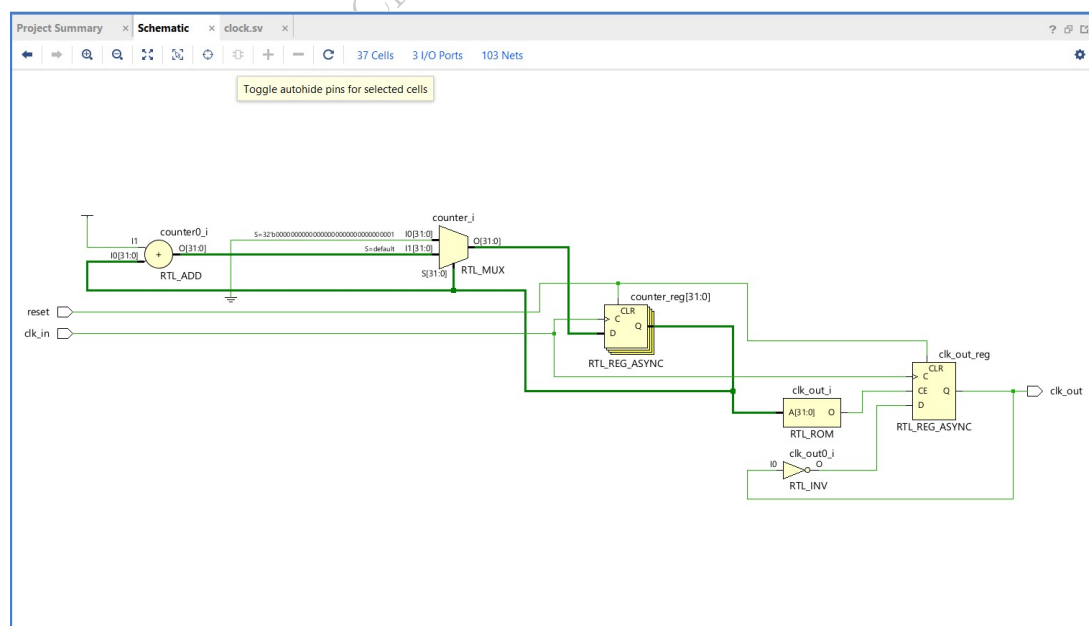 Project Summary × Schematic × clock.sv ×
37 Cells 3 I/O Ports 103 Nets
Toggle autohide pins for selected cells
counter_i
counter0_i
S=32'b00000000000000000000000000000001 I0[31:0]
I1 O[31:0]
I0[31:0] + O[31:0] S=default I1[31:0]
S[31:0] RTL_MUX
RTL_ADD
counter_reg[31:0]
reset
CLR
C
clk_in
D Q
clk_out_reg
RTL_REG_ASYNC
CLR
C
clk_out_i
CE Q clk_out
D
A[31:0] O
RTL_REG_ASYNC
RTL_ROM
clk_out0_i
I0 O
RTL_INV